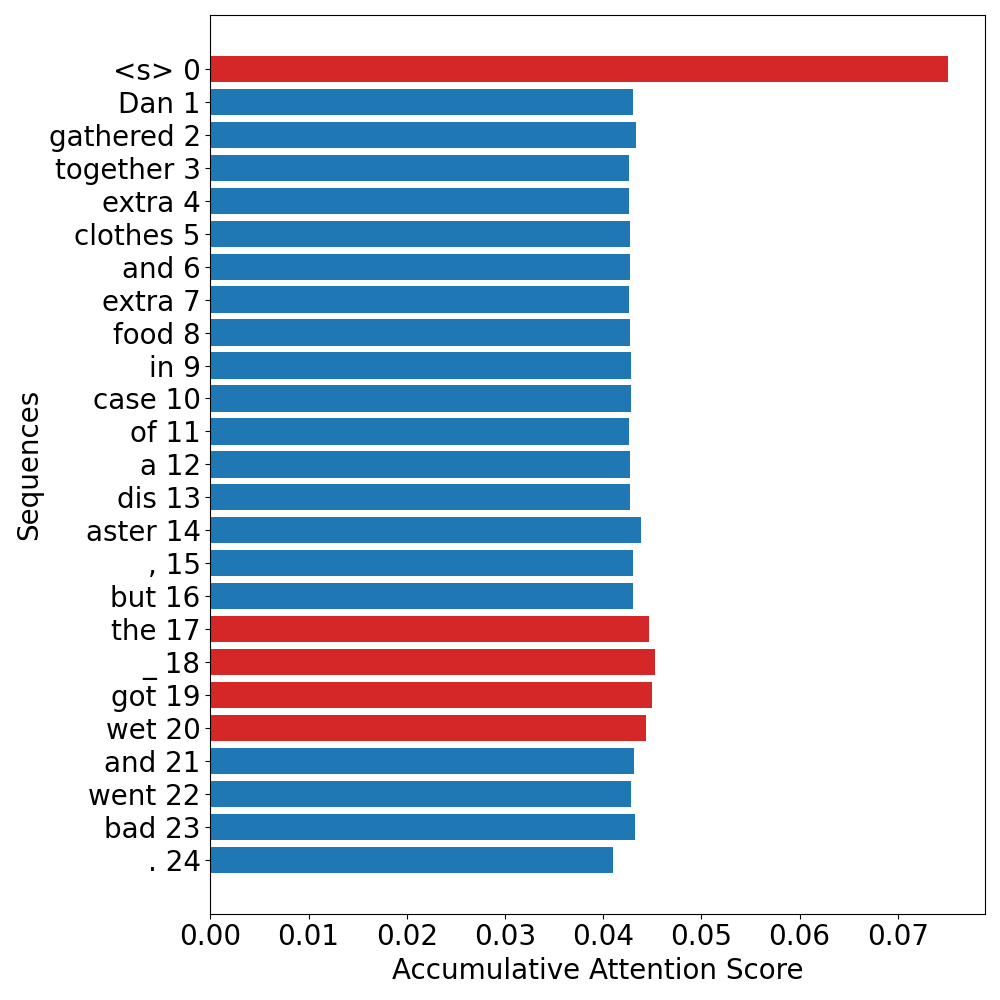 <s> 0
Dan 1
gathered 2
together 3
extra 4
clothes 5
and 6
extra 7
food 8
in 9
case 10
of 11
a 12
dis 13
aster 14
, 15
but 16
the 17
_ 18
got 19
wet 20
and 21
went 22
bad 23
. 24
Sequences
0.00 0.01 0.02 0.03 0.04 0.05 0.06 0.07
Accumulative Attention Score